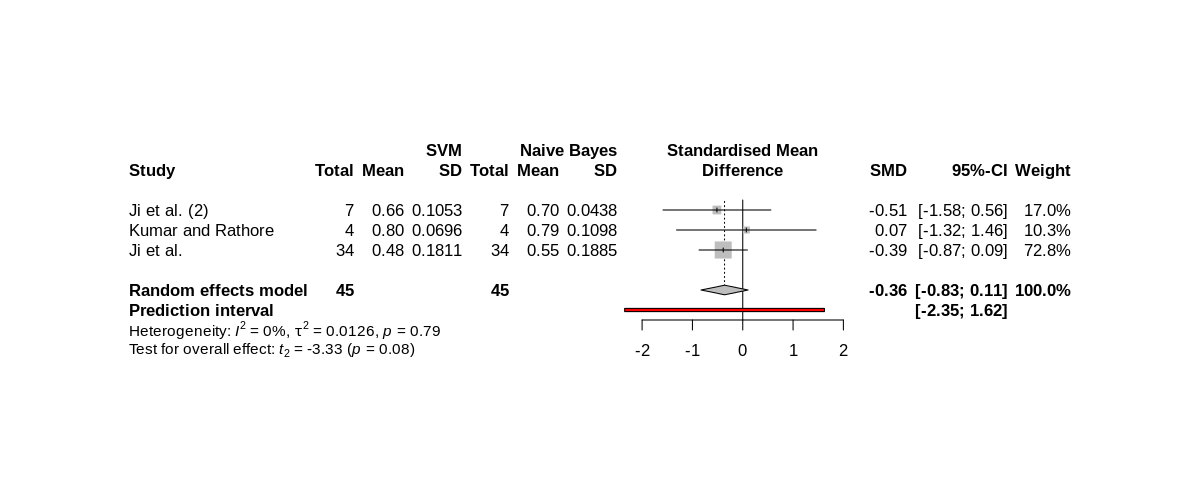 SVM Naive Bayes Standardised Mean
Study Total Mean SD Total Mean SD Difference SMD 95%-CI Weight
Ji et al. (2) 7 0.66 0.1053 7 0.70 0.0438 -0.51 [-1.58; 0.56] 17.0%
Kumar and Rathore 4 0.80 0.0696 4 0.79 0.1098 0.07 [-1.32; 1.46] 10.3%
Ji et al. 34 0.48 0.1811 34 0.55 0.1885 -0.39 [-0.87; 0.09] 72.8%
Random effects model 45 45 -0.36 [-0.83; 0.11] 100.0%
Prediction interval [-2.35; 1.62]
Heterogeneity: I² = 0%, τ² = 0.0126, p = 0.79
Test for overall effect: t₂ = -3.33 (p = 0.08)
-2 -1 0 1 2